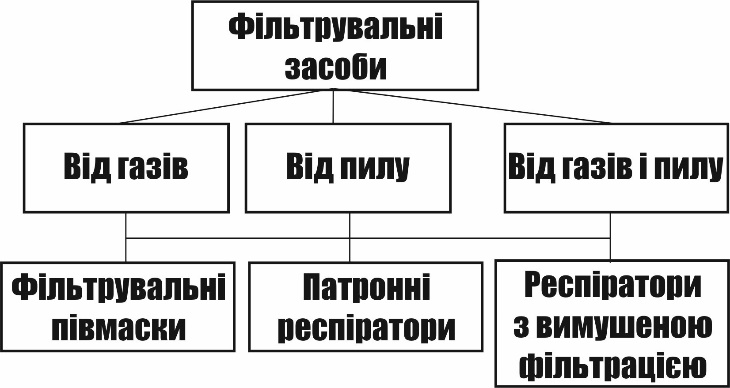 Фільтрувальні
засоби
Від газів
Від пилу
Від газів і пилу
Фільтрувальні
півмаски
Патронні
респіратори
Респіратори
з вимушеною
фільтрацією